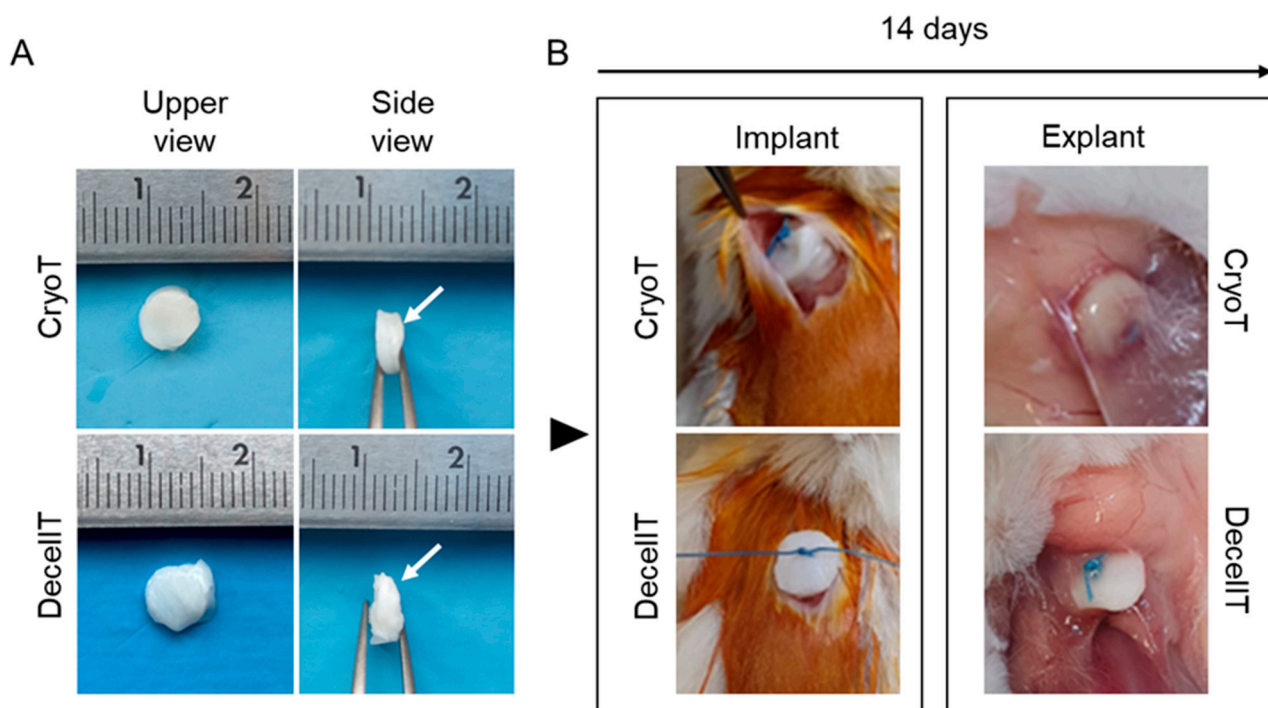 A
B
14 days
Upper
view
Side
view
Implant
Explant
CryoT
1 2
1 2
CryoT
CryoT
DecellT
1 2
1 2
DecellT
DecellT